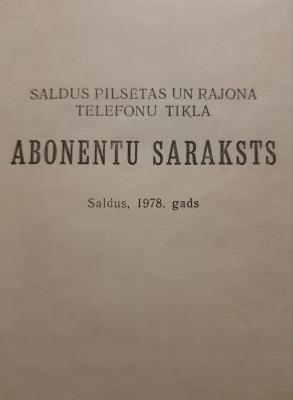 SALDUS PILSĒTAS UN RAJONA
TELEFONU TĪKLA
ABONENTU SARAKSTS
Saldus, 1978. gads